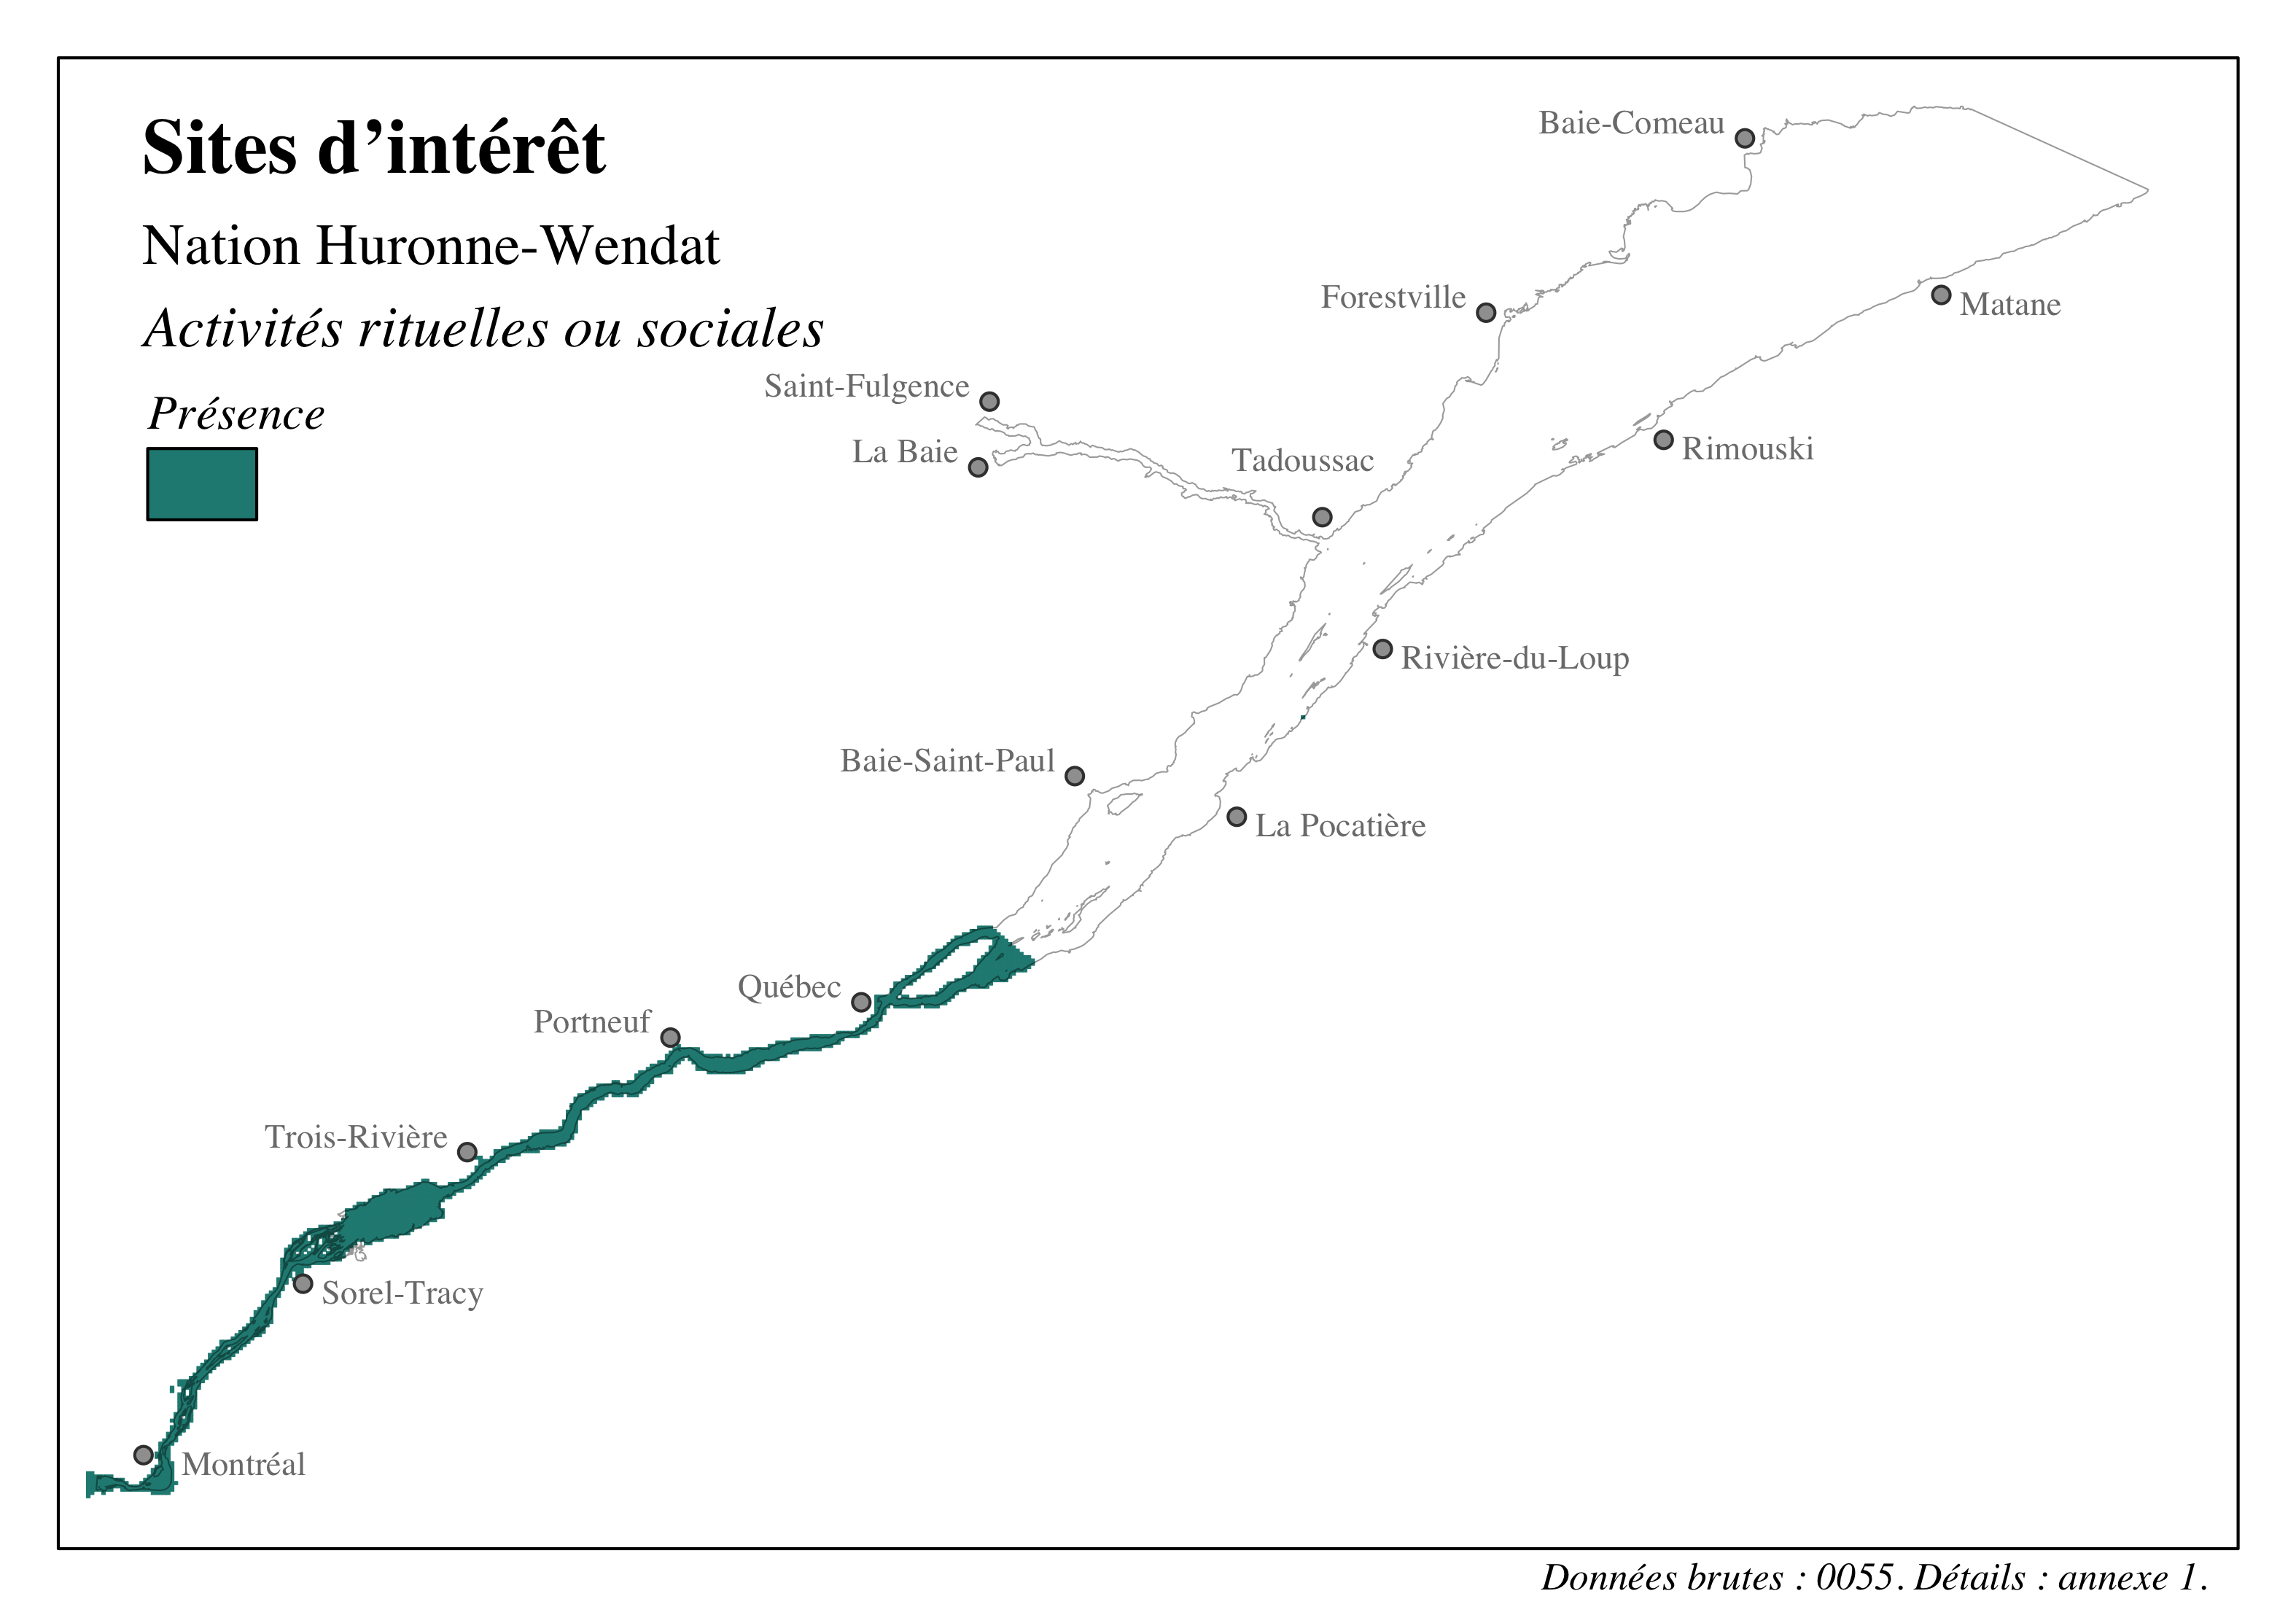 Sites d’intérêt
Nation Huronne-Wendat
Activités rituelles ou sociales
Présence
Baie-Comeau
Forestville
Matane
Saint-Fulgence
La Baie
Tadoussac
Rimouski
Rivière-du-Loup
Baie-Saint-Paul
La Pocatière
Québec
Portneuf
Trois-Rivière
Sorel-Tracy
Montréal
Données brutes : 0055. Détails : annexe 1.